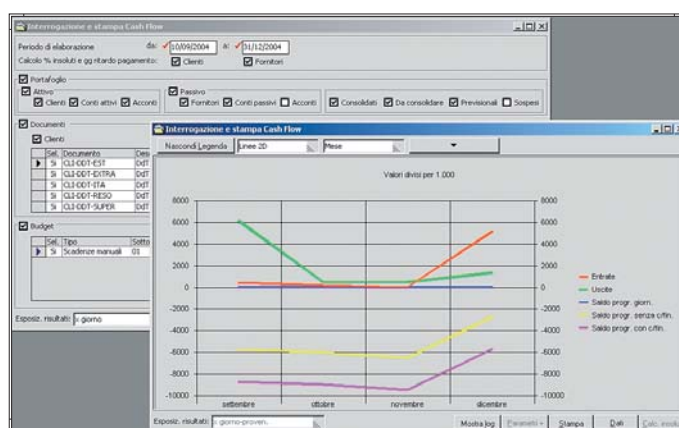 Interrogazione e stampa Cash Flow
Periodo di elaborazione da: 10/09/2004 a: 31/12/2004
Calcolo % insoluti e gg ritardo pagamento: Clienti Fornitori
Portafoglio
Attivo Passivo
Clienti Conti attivi Acconti Fornitori Conti passivi Acconti Consolidati Da consolidare Previsionali Sospesi
Documenti
Clienti
Sel. Documento
Si CLI-DDT-EST DdT
Si CLI-DDT-EXTRA DdT
Si CLI-DDT-ITA DdT
Si CLI-DDT-RESO DdT
Si CLI-DDT-SUPER DdT
Budget
Sel. Tipo Sotto
Si Scadenze manuali 01
Esposiz. risultati: x giorno
Interrogazione e stampa Cash Flow
Nascondi Legenda Linee 2D Mese
Valori divisi per 1.000
8000 8000
6000 6000
4000 4000
2000 2000
0 0
-2000 -2000
-4000 -4000
-6000 -6000
-8000 -8000
-10000 -10000
settembre ottobre novembre dicembre
Entrate
Uscite
Saldo progr. giorn.
Saldo progr. senza c/fin.
Saldo progr. con c/fin.
Esposiz. risultati: x giorno-proven.
Mostra log Parametri + Stampa Dati Calc. insol